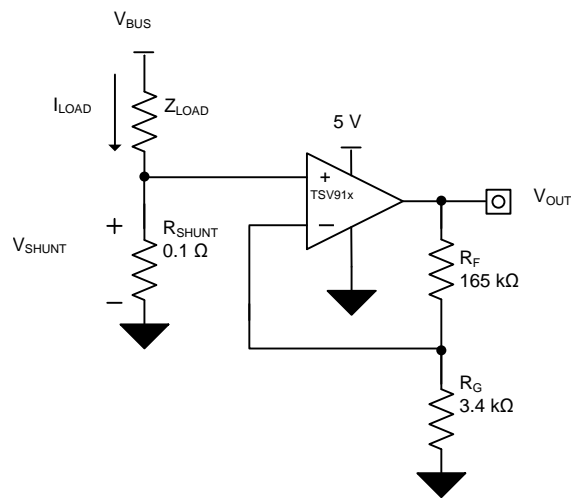 VBUS
ILOAD
ZLOAD
5 V
+
TSV91x
−
VOUT
+
VSHUNT
−
RSHUNT
0.1 Ω
RF
165 kΩ
RG
3.4 kΩ